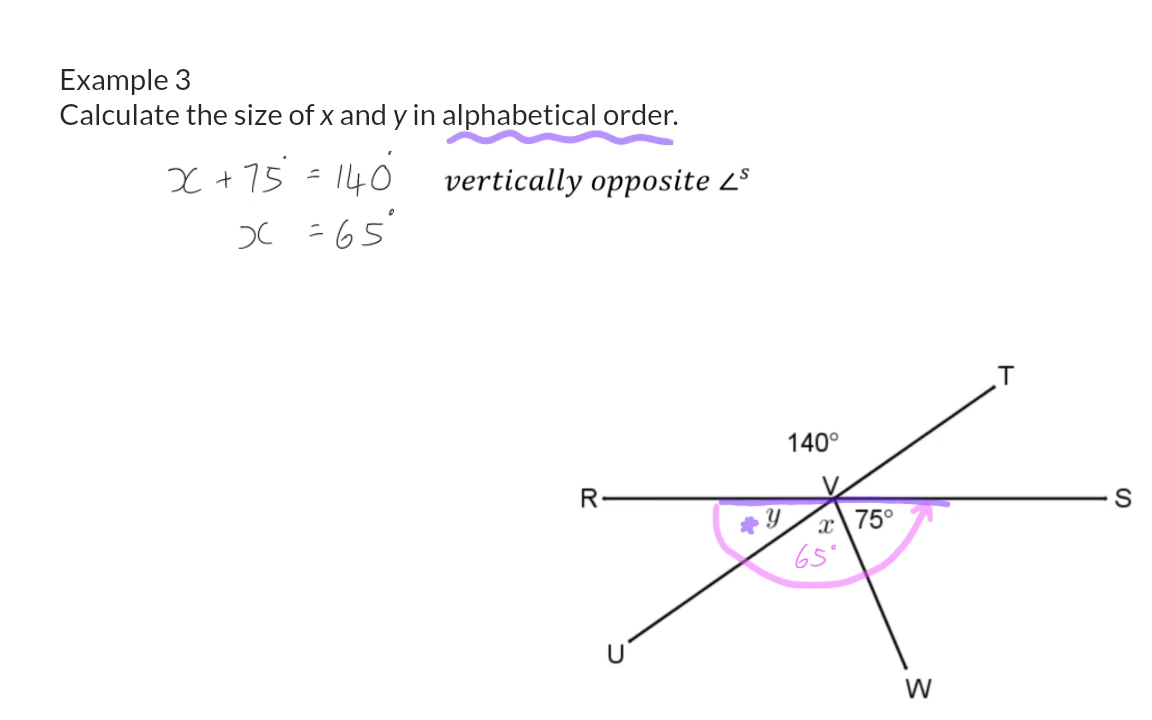 Example 3
Calculate the size of x and y in alphabetical order.
x + 75° = 140° vertically opposite ∠s
x = 65°
T
140°
V
R
S
y
x
75°
65°
U
W